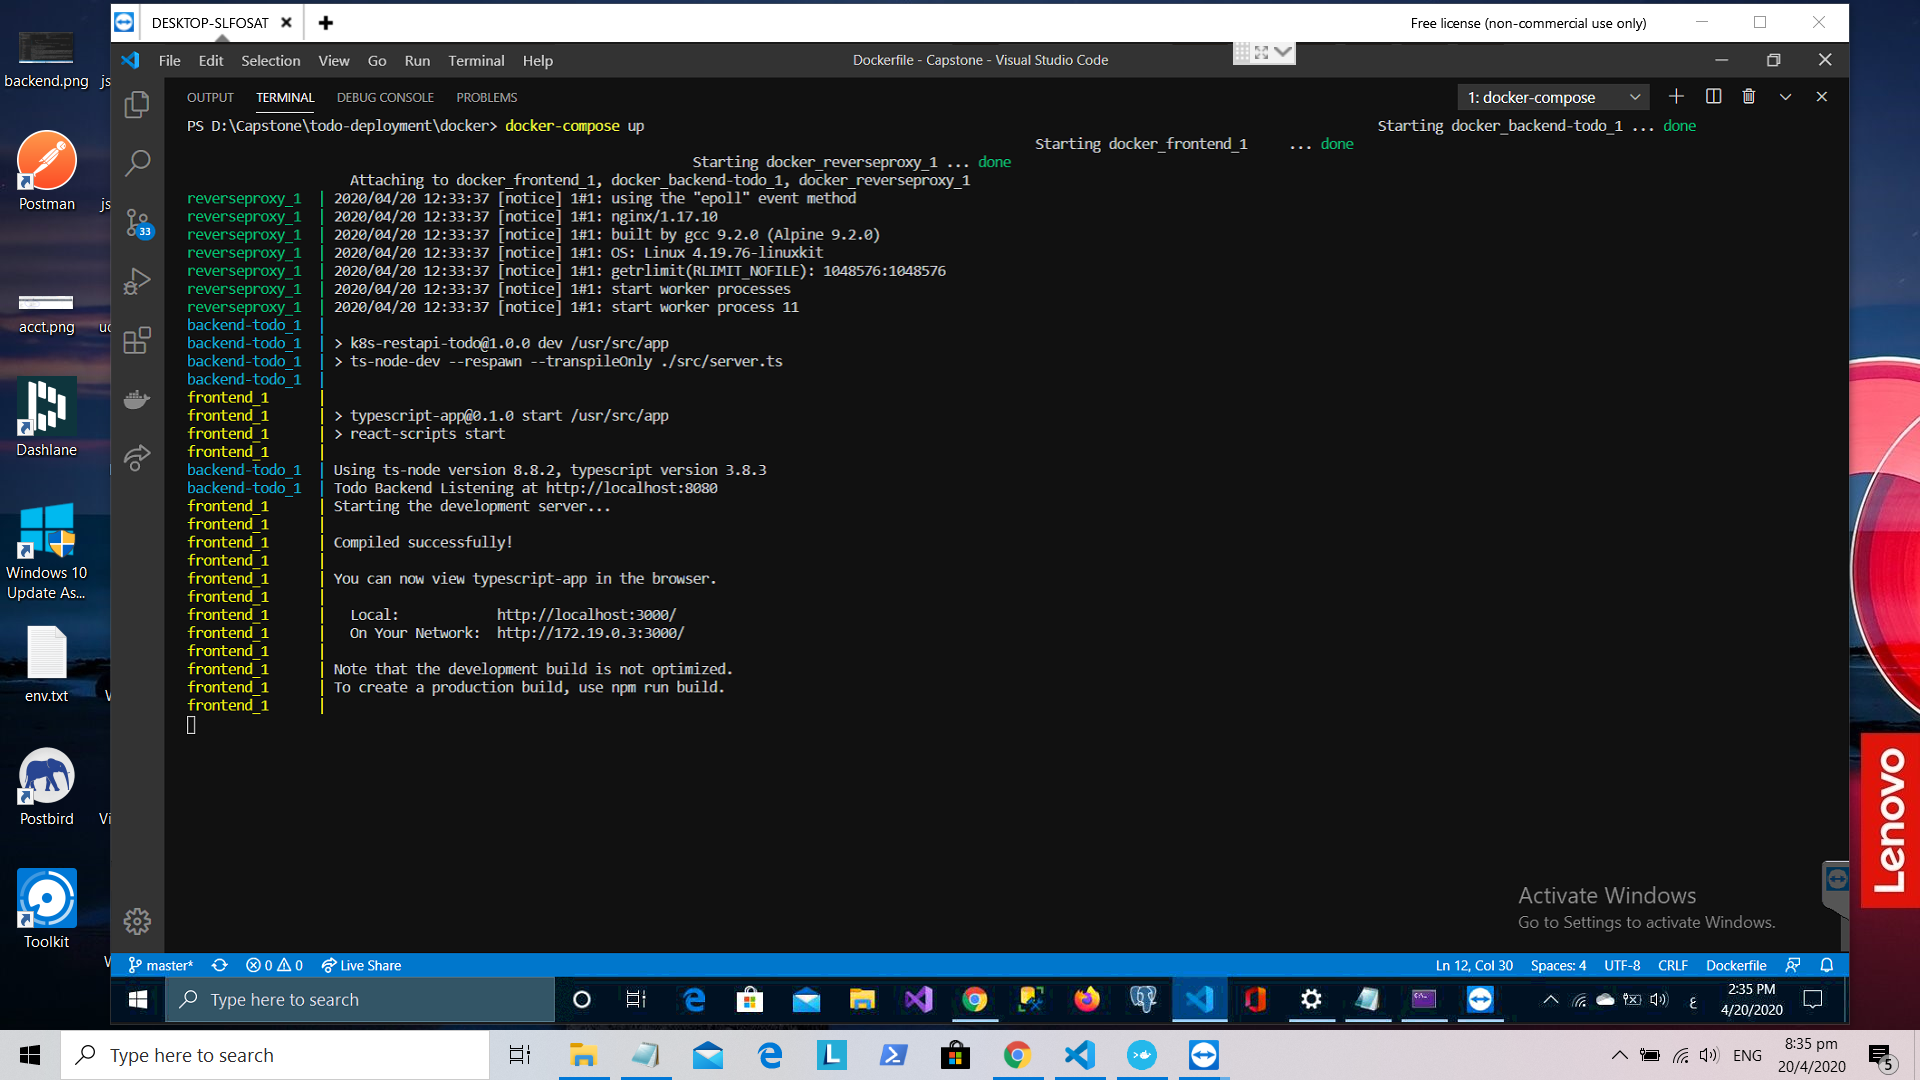 DESKTOP-SLFOSAT
Free license (non-commercial use only)
File Edit Selection View Go Run Terminal Help
Dockerfile - Capstone - Visual Studio Code
OUTPUT TERMINAL DEBUG CONSOLE PROBLEMS
1: docker-compose
PS D:\Capstone\todo-deployment\docker> docker-compose up
Starting docker_backend-todo_1 ... done
Starting docker_frontend_1 ... done
Starting docker_reverseproxy_1 ... done
Attaching to docker_frontend_1, docker_backend-todo_1, docker_reverseproxy_1
reverseproxy_1 | 2020/04/20 12:33:37 [notice] 1#1: using the "epoll" event method
reverseproxy_1 | 2020/04/20 12:33:37 [notice] 1#1: nginx/1.17.10
reverseproxy_1 | 2020/04/20 12:33:37 [notice] 1#1: built by gcc 9.2.0 (Alpine 9.2.0)
reverseproxy_1 | 2020/04/20 12:33:37 [notice] 1#1: OS: Linux 4.19.76-linuxkit
reverseproxy_1 | 2020/04/20 12:33:37 [notice] 1#1: getrlimit(RLIMIT_NOFILE): 1048576:1048576
reverseproxy_1 | 2020/04/20 12:33:37 [notice] 1#1: start worker processes
reverseproxy_1 | 2020/04/20 12:33:37 [notice] 1#1: start worker process 11
backend-todo_1 |
backend-todo_1 | > k8s-restapi-todo@1.0.0 dev /usr/src/app
backend-todo_1 | > ts-node-dev --respawn --transpileOnly ./src/server.ts
backend-todo_1 |
frontend_1 |
frontend_1 | > typescript-app@0.1.0 start /usr/src/app
frontend_1 | > react-scripts start
frontend_1 |
backend-todo_1 | Using ts-node version 8.8.2, typescript version 3.8.3
backend-todo_1 | Todo Backend Listening at http://localhost:8080
frontend_1 | Starting the development server...
frontend_1 |
frontend_1 | Compiled successfully!
frontend_1 |
frontend_1 | You can now view typescript-app in the browser.
frontend_1 |
frontend_1 | Local: http://localhost:3000/
frontend_1 | On Your Network: http://172.19.0.3:3000/
frontend_1 |
frontend_1 | Note that the development build is not optimized.
frontend_1 | To create a production build, use npm run build.
frontend_1 |
33
Activate Windows
Go to Settings to activate Windows.
master* 0 0 Live Share
Ln 12, Col 30 Spaces: 4 UTF-8 CRLF Dockerfile
Type here to search
ع
2:35 PM
4/20/2020
backend.png
js
Postman
js
acct.png
uc
Dashlane
Windows 10
Update As...
env.txt
Postbird
Vi
Toolkit
Lenovo
Type here to search
ENG
8:35 pm
20/4/2020
5